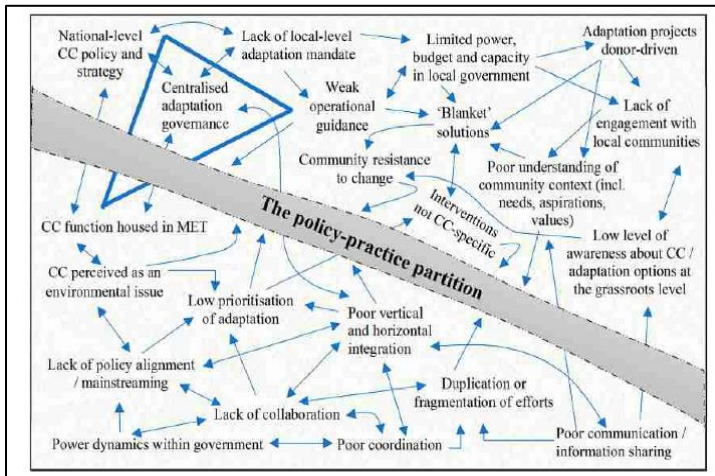 National-level
CC policy and
strategy
Lack of local-level
adaptation mandate
Limited power,
budget and capacity
in local government
Adaptation projects
donor-driven
Centralised
adaptation
governance
Weak
operational
guidance
'Blanket'
solutions
Lack of
engagement with
local communities
Community resistance
to change
Poor understanding of
community context (incl.
needs, aspirations,
values)
Interventions
not CC-specific
The policy-practice partition
CC function housed in MET
Low level of
awareness about CC /
adaptation options at
the grassroots level
CC perceived as an
environmental issue
Low prioritisation
of adaptation
Poor vertical
and horizontal
integration
Lack of policy alignment
/ mainstreaming
Duplication or
fragmentation of efforts
Lack of collaboration
Power dynamics within government
Poor coordination
Poor communication /
information sharing